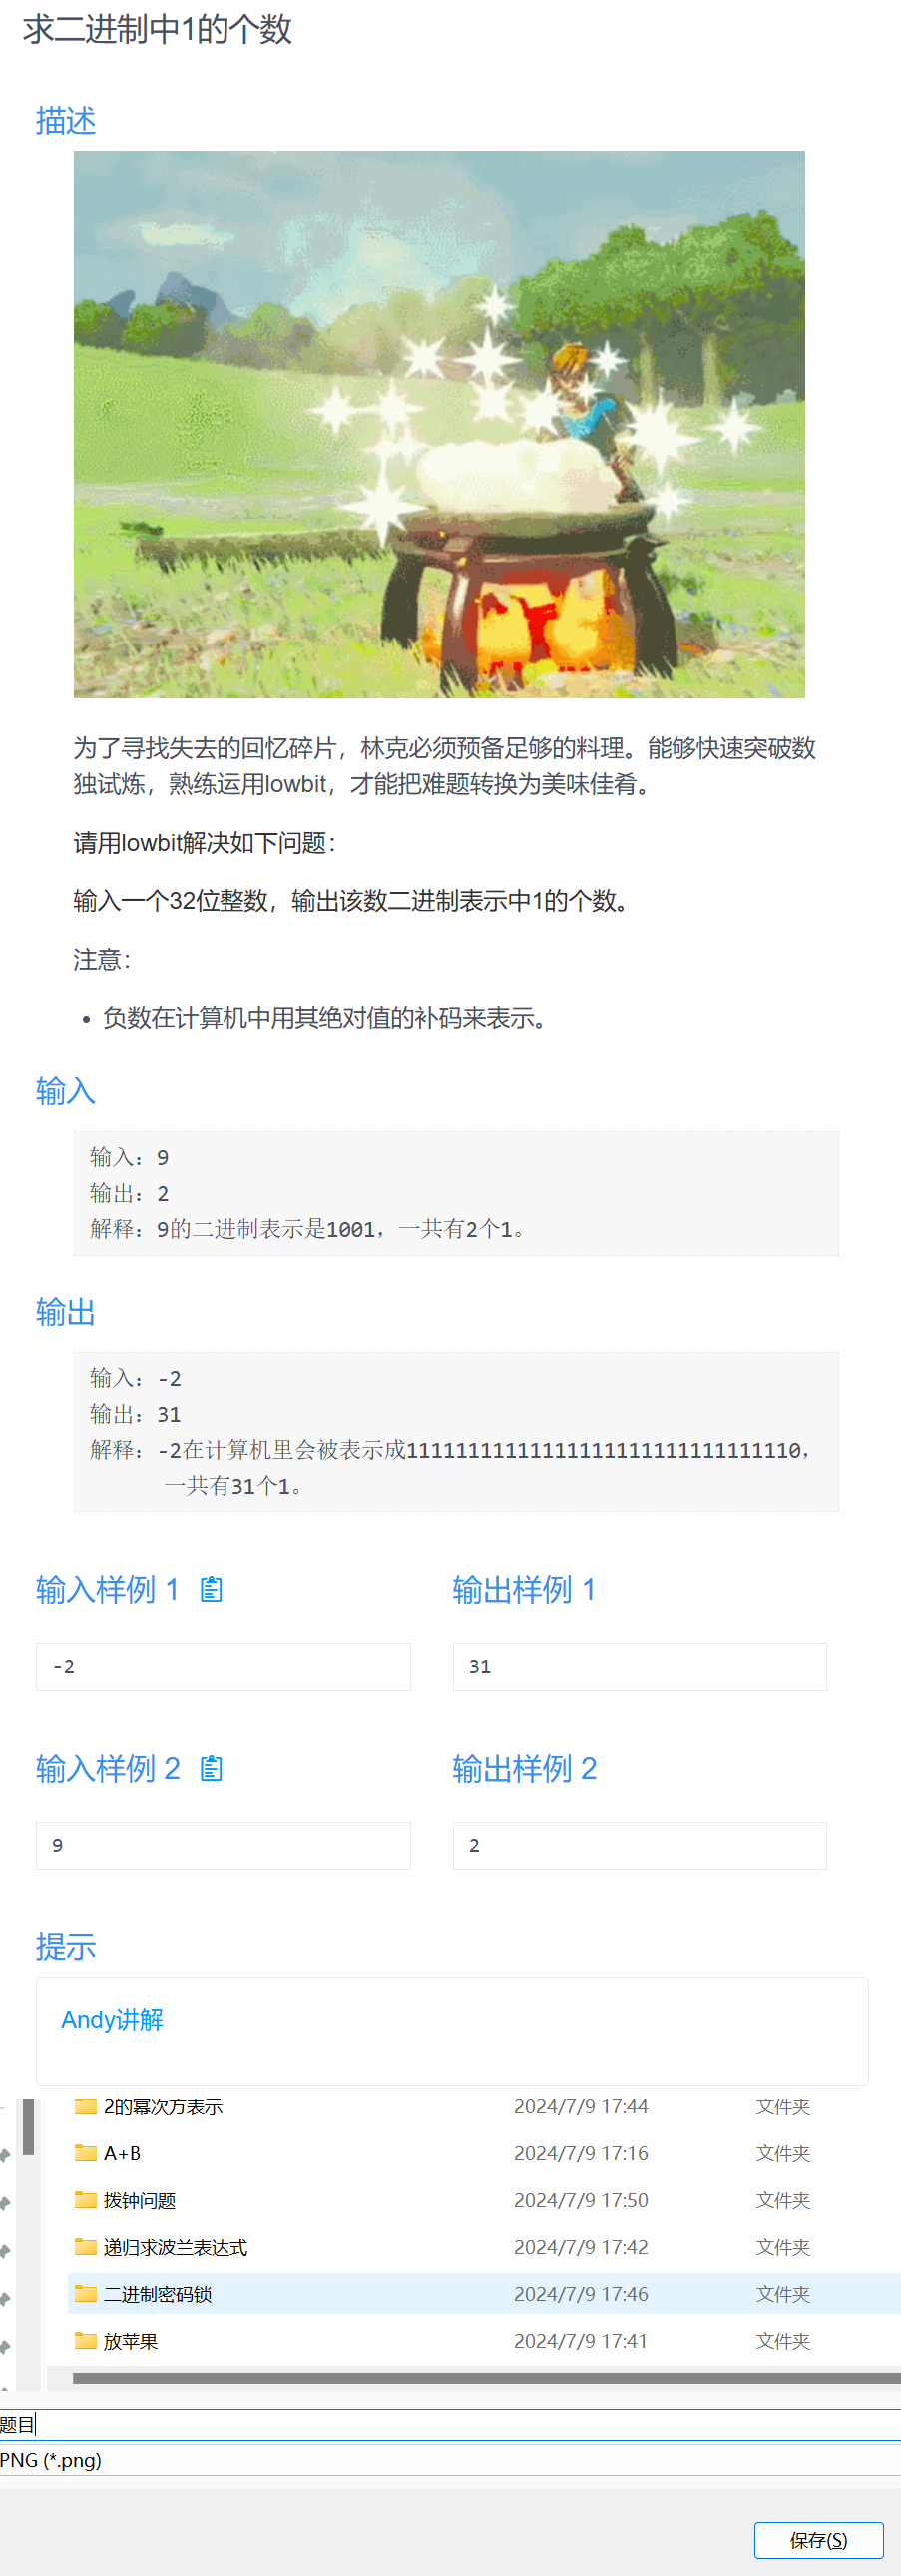 求二进制中1的个数
描述
为了寻找失去的回忆碎片，林克必须预备足够的料理。能够快速突破数
独试炼，熟练运用lowbit，才能把难题转换为美味佳肴。
请用lowbit解决如下问题：
输入一个32位整数，输出该数二进制表示中1的个数。
注意：
• 负数在计算机中用其绝对值的补码来表示。
输入
输入：9
输出：2
解释：9的二进制表示是1001，一共有2个1。
输出
输入：-2
输出：31
解释：-2在计算机里会被表示成11111111111111111111111111111110，
一共有31个1。
输入样例 1 输出样例 1
-2 31
输入样例 2 输出样例 2
9 2
提示
Andy讲解
2的幂次方表示 2024/7/9 17:44 文件夹
A+B 2024/7/9 17:16 文件夹
拨钟问题 2024/7/9 17:50 文件夹
递归求波兰表达式 2024/7/9 17:42 文件夹
二进制密码锁 2024/7/9 17:46 文件夹
放苹果 2024/7/9 17:41 文件夹
题目
PNG (*.png)
保存(S)